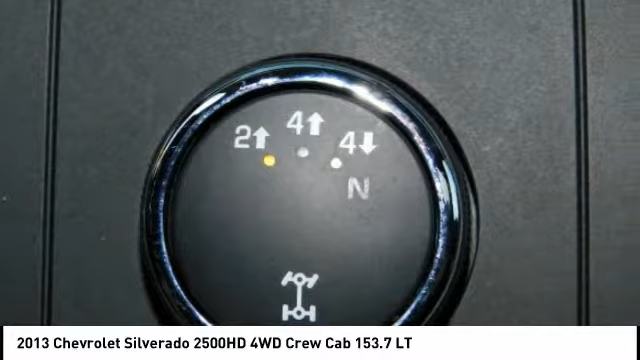 2↑ 4↑ 4↓
N
2013 Chevrolet Silverado 2500HD 4WD Crew Cab 153.7 LT